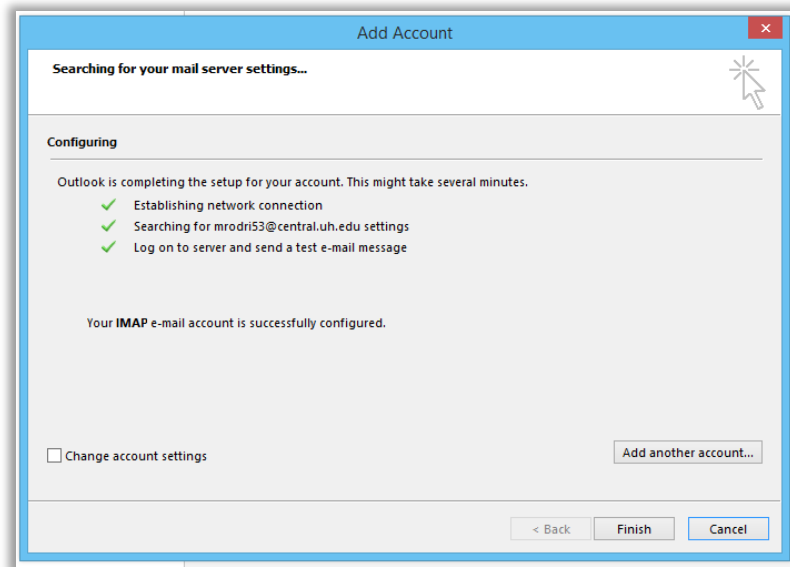 Add Account
Searching for your mail server settings...
Configuring
Outlook is completing the setup for your account. This might take several minutes.
Establishing network connection
Searching for mrodri53@central.uh.edu settings
Log on to server and send a test e-mail message
Your IMAP e-mail account is successfully configured.
Change account settings
Add another account...
< Back
Finish
Cancel